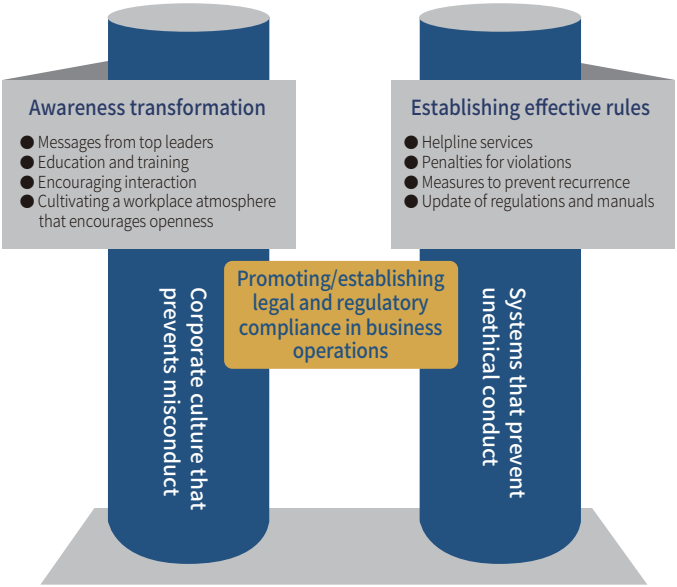 Awareness transformation
● Messages from top leaders
● Education and training
● Encouraging interaction
● Cultivating a workplace atmosphere
that encourages openness
Establishing effective rules
● Helpline services
● Penalties for violations
● Measures to prevent recurrence
● Update of regulations and manuals
Promoting/establishing
legal and regulatory
compliance in business
operations
Corporate culture that
prevents misconduct
Systems that prevent
unethical conduct